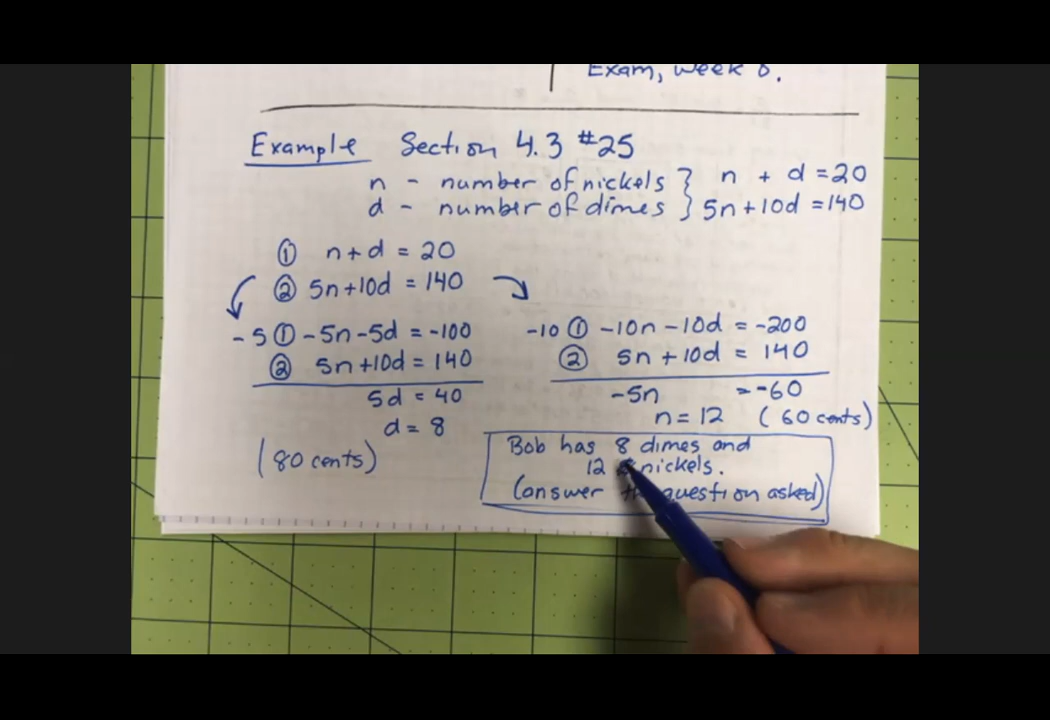 Exam, Week 8.
Example Section 4.3 #25
n - number of nickels } n + d = 20
d - number of dimes } 5n+10d = 140
① n+d = 20
② 5n+10d = 140
-5 ① -5n-5d = -100
② 5n+10d = 140
5d = 40
d = 8
(80 cents)
-10 ① -10n -10d = -200
② 5n + 10d = 140
-5n = -60
n = 12 (60 cents)
Bob has 8 dimes and
12 nickels.
(answer the question asked)